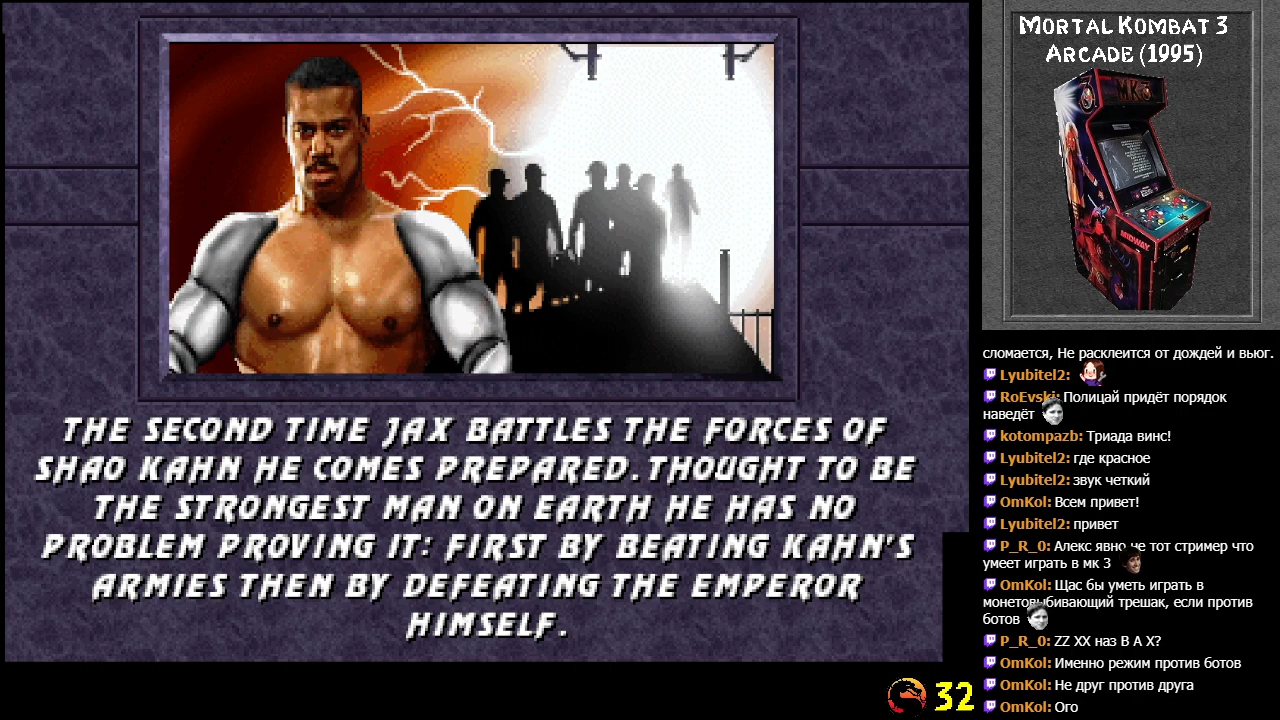 THE SECOND TIME JAX BATTLES THE FORCES OF
SHAO KAHN HE COMES PREPARED. THOUGHT TO BE
THE STRONGEST MAN ON EARTH HE HAS NO
PROBLEM PROVING IT: FIRST BY BEATING KAHN'S
ARMIES THEN BY DEFEATING THE EMPEROR
HIMSELF.
32
MORTAL KOMBAT 3
ARCADE (1995)
MK3
MIDWAY
сломается, Не расклеится от дождей и вьюг.
Lyubitel2:
RoEvski: Полицай придёт порядок
наведёт
kotompazb: Триада винс!
Lyubitel2: где красное
Lyubitel2: звук четкий
OmKol: Всем привет!
Lyubitel2: привет
P_R_0: Алекс явно не тот стример что
умеет играть в мк 3
OmKol: Щас бы уметь играть в
монетовыбивающий трешак, если против
ботов
P_R_0: ZZ XX наз B A X?
OmKol: Именно режим против ботов
OmKol: Не друг против друга
OmKol: Ого